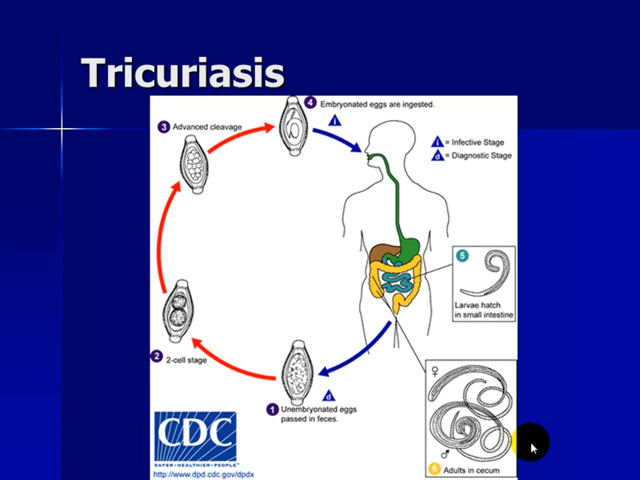 Tricuriasis
4 Embryonated eggs are ingested.
3 Advanced cleavage
i
i = Infective Stage
d = Diagnostic Stage
5
Larvae hatch
in small intestine
2
2-cell stage
d
1 Unembryonated eggs
passed in feces.
♀
♂
6 Adults in cecum
CDC
SAFER·HEALTHIER·PEOPLE™
http://www.dpd.cdc.gov/dpdx